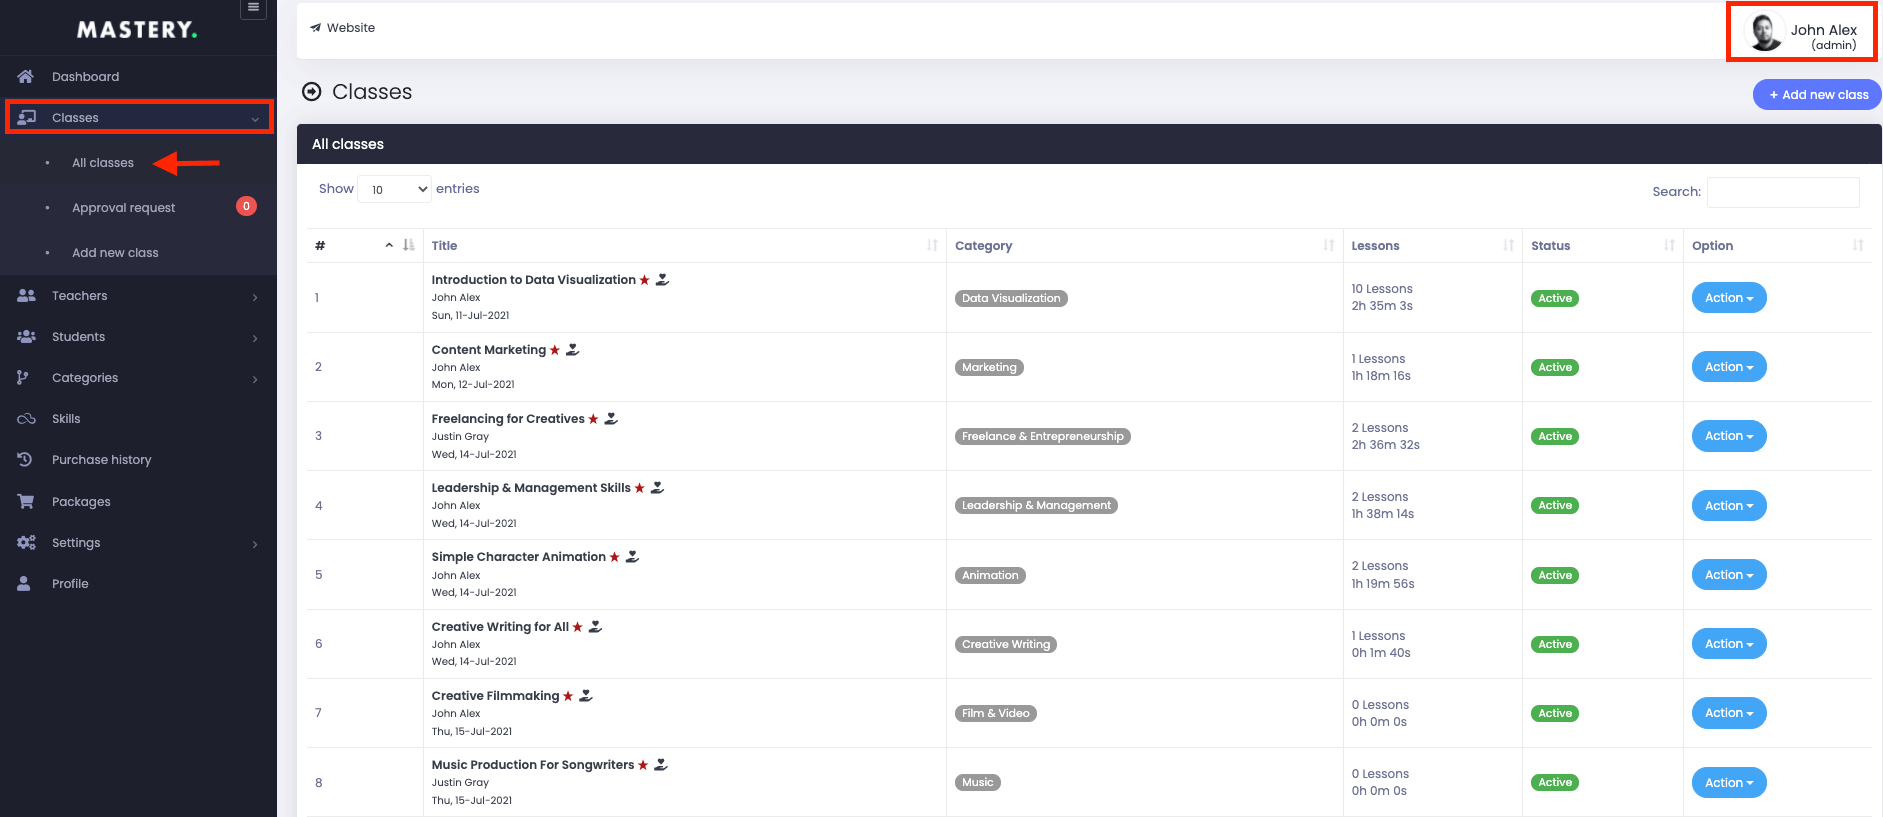 MASTERY.
Dashboard
Classes
All classes
Approval request 0
Add new class
Teachers
Students
Categories
Skills
Purchase history
Packages
Settings
Profile
Website
John Alex
(admin)
Classes
+ Add new class
All classes
Show 10 entries
Search:
# Title Category Lessons Status Option
1
Introduction to Data Visualization
John Alex
Sun, 11-Jul-2021
Data Visualization
10 Lessons
2h 35m 3s
Active
Action
2
Content Marketing
John Alex
Mon, 12-Jul-2021
Marketing
1 Lessons
1h 18m 16s
Active
Action
3
Freelancing for Creatives
Justin Gray
Wed, 14-Jul-2021
Freelance & Entrepreneurship
2 Lessons
2h 36m 32s
Active
Action
4
Leadership & Management Skills
John Alex
Wed, 14-Jul-2021
Leadership & Management
2 Lessons
1h 38m 14s
Active
Action
5
Simple Character Animation
John Alex
Wed, 14-Jul-2021
Animation
2 Lessons
1h 19m 56s
Active
Action
6
Creative Writing for All
John Alex
Wed, 14-Jul-2021
Creative Writing
1 Lessons
0h 1m 40s
Active
Action
7
Creative Filmmaking
John Alex
Thu, 15-Jul-2021
Film & Video
0 Lessons
0h 0m 0s
Active
Action
8
Music Production For Songwriters
Justin Gray
Thu, 15-Jul-2021
Music
0 Lessons
0h 0m 0s
Active
Action